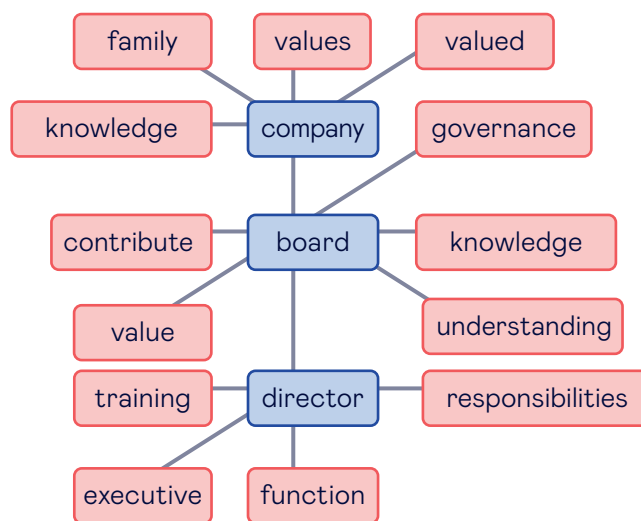 family
values
valued
knowledge
company
governance
contribute
board
knowledge
value
understanding
training
director
responsibilities
executive
function